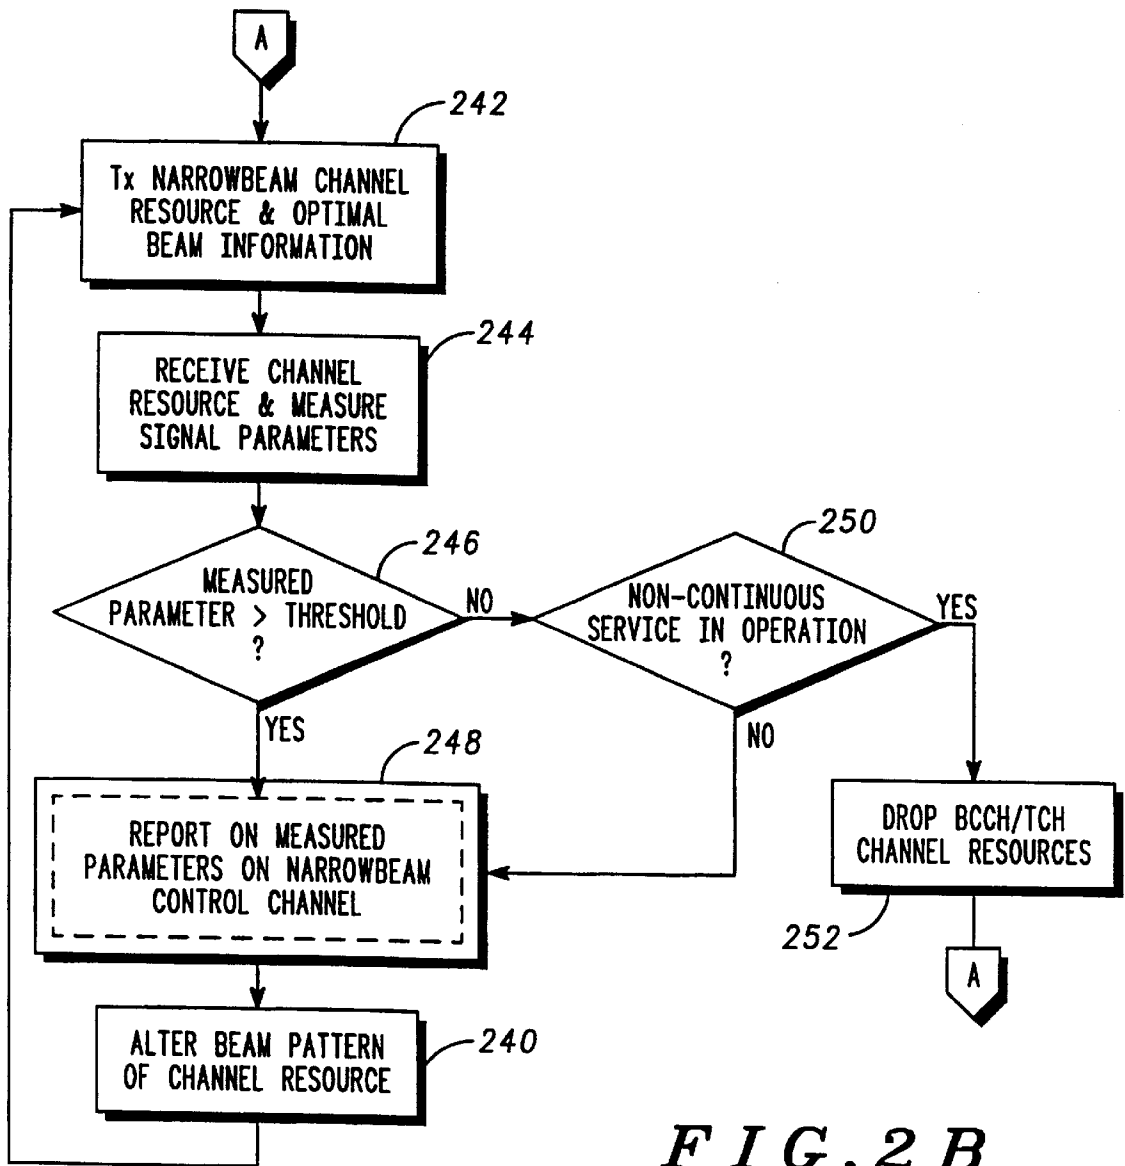 A
242
Tx NARROWBEAM CHANNEL
RESOURCE & OPTIMAL
BEAM INFORMATION
244
RECEIVE CHANNEL
RESOURCE & MEASURE
SIGNAL PARAMETERS
246
MEASURED
PARAMETER > THRESHOLD
?
NO
250
NON-CONTINUOUS
SERVICE IN OPERATION
?
YES
YES
NO
248
REPORT ON MEASURED
PARAMETERS ON NARROWBEAM
CONTROL CHANNEL
DROP BCCH/TCH
CHANNEL RESOURCES
252
A
ALTER BEAM PATTERN
OF CHANNEL RESOURCE
240
FIG.2B